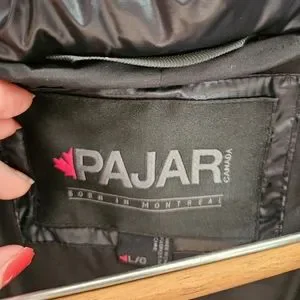 PAJAR
CANADA
BORN IN MONTREAL
L/G